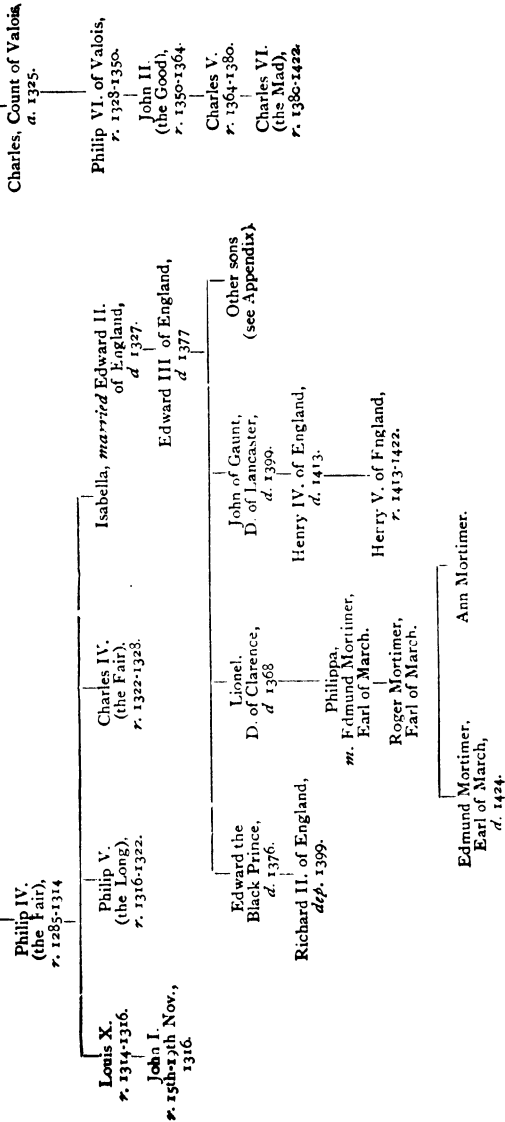 Philip IV.
(the Fair),
r. 1285-1314
Charles, Count of Valois,
a. 1325.
Louis X.
r. 1314-1316.
John I.
r. 15th-19th Nov.,
1316.
Philip V.
(the Long),
r. 1316-1322.
Charles IV.
(the Fair).
r. 1322-1328.
Isabella, married Edward II.
of England,
d 1327.
Edward III of England,
d 1377
Philip VI. of Valois,
r. 1328-1350.
John II.
(the Good),
r. 1350-1364.
Charles V.
r. 1364-1380.
Charles VI.
(the Mad),
r. 1380-1422.
Edward the
Black Prince,
d. 1376.
Richard II. of England,
dep. 1399.
Lionel.
D. of Clarence,
d 1368
Philippa,
m. Fdmund Mortimer,
Earl of March.
Roger Mortimer,
Earl of March.
John of Gaunt,
D. of Lancaster,
d. 1399.
Henry IV. of England,
d. 1413.
Herry V. of Fngland,
r. 1413-1422.
Other sons
(see Appendix).
Edmund Mortimer,
Earl of March,
d. 1424.
Ann Mortimer.